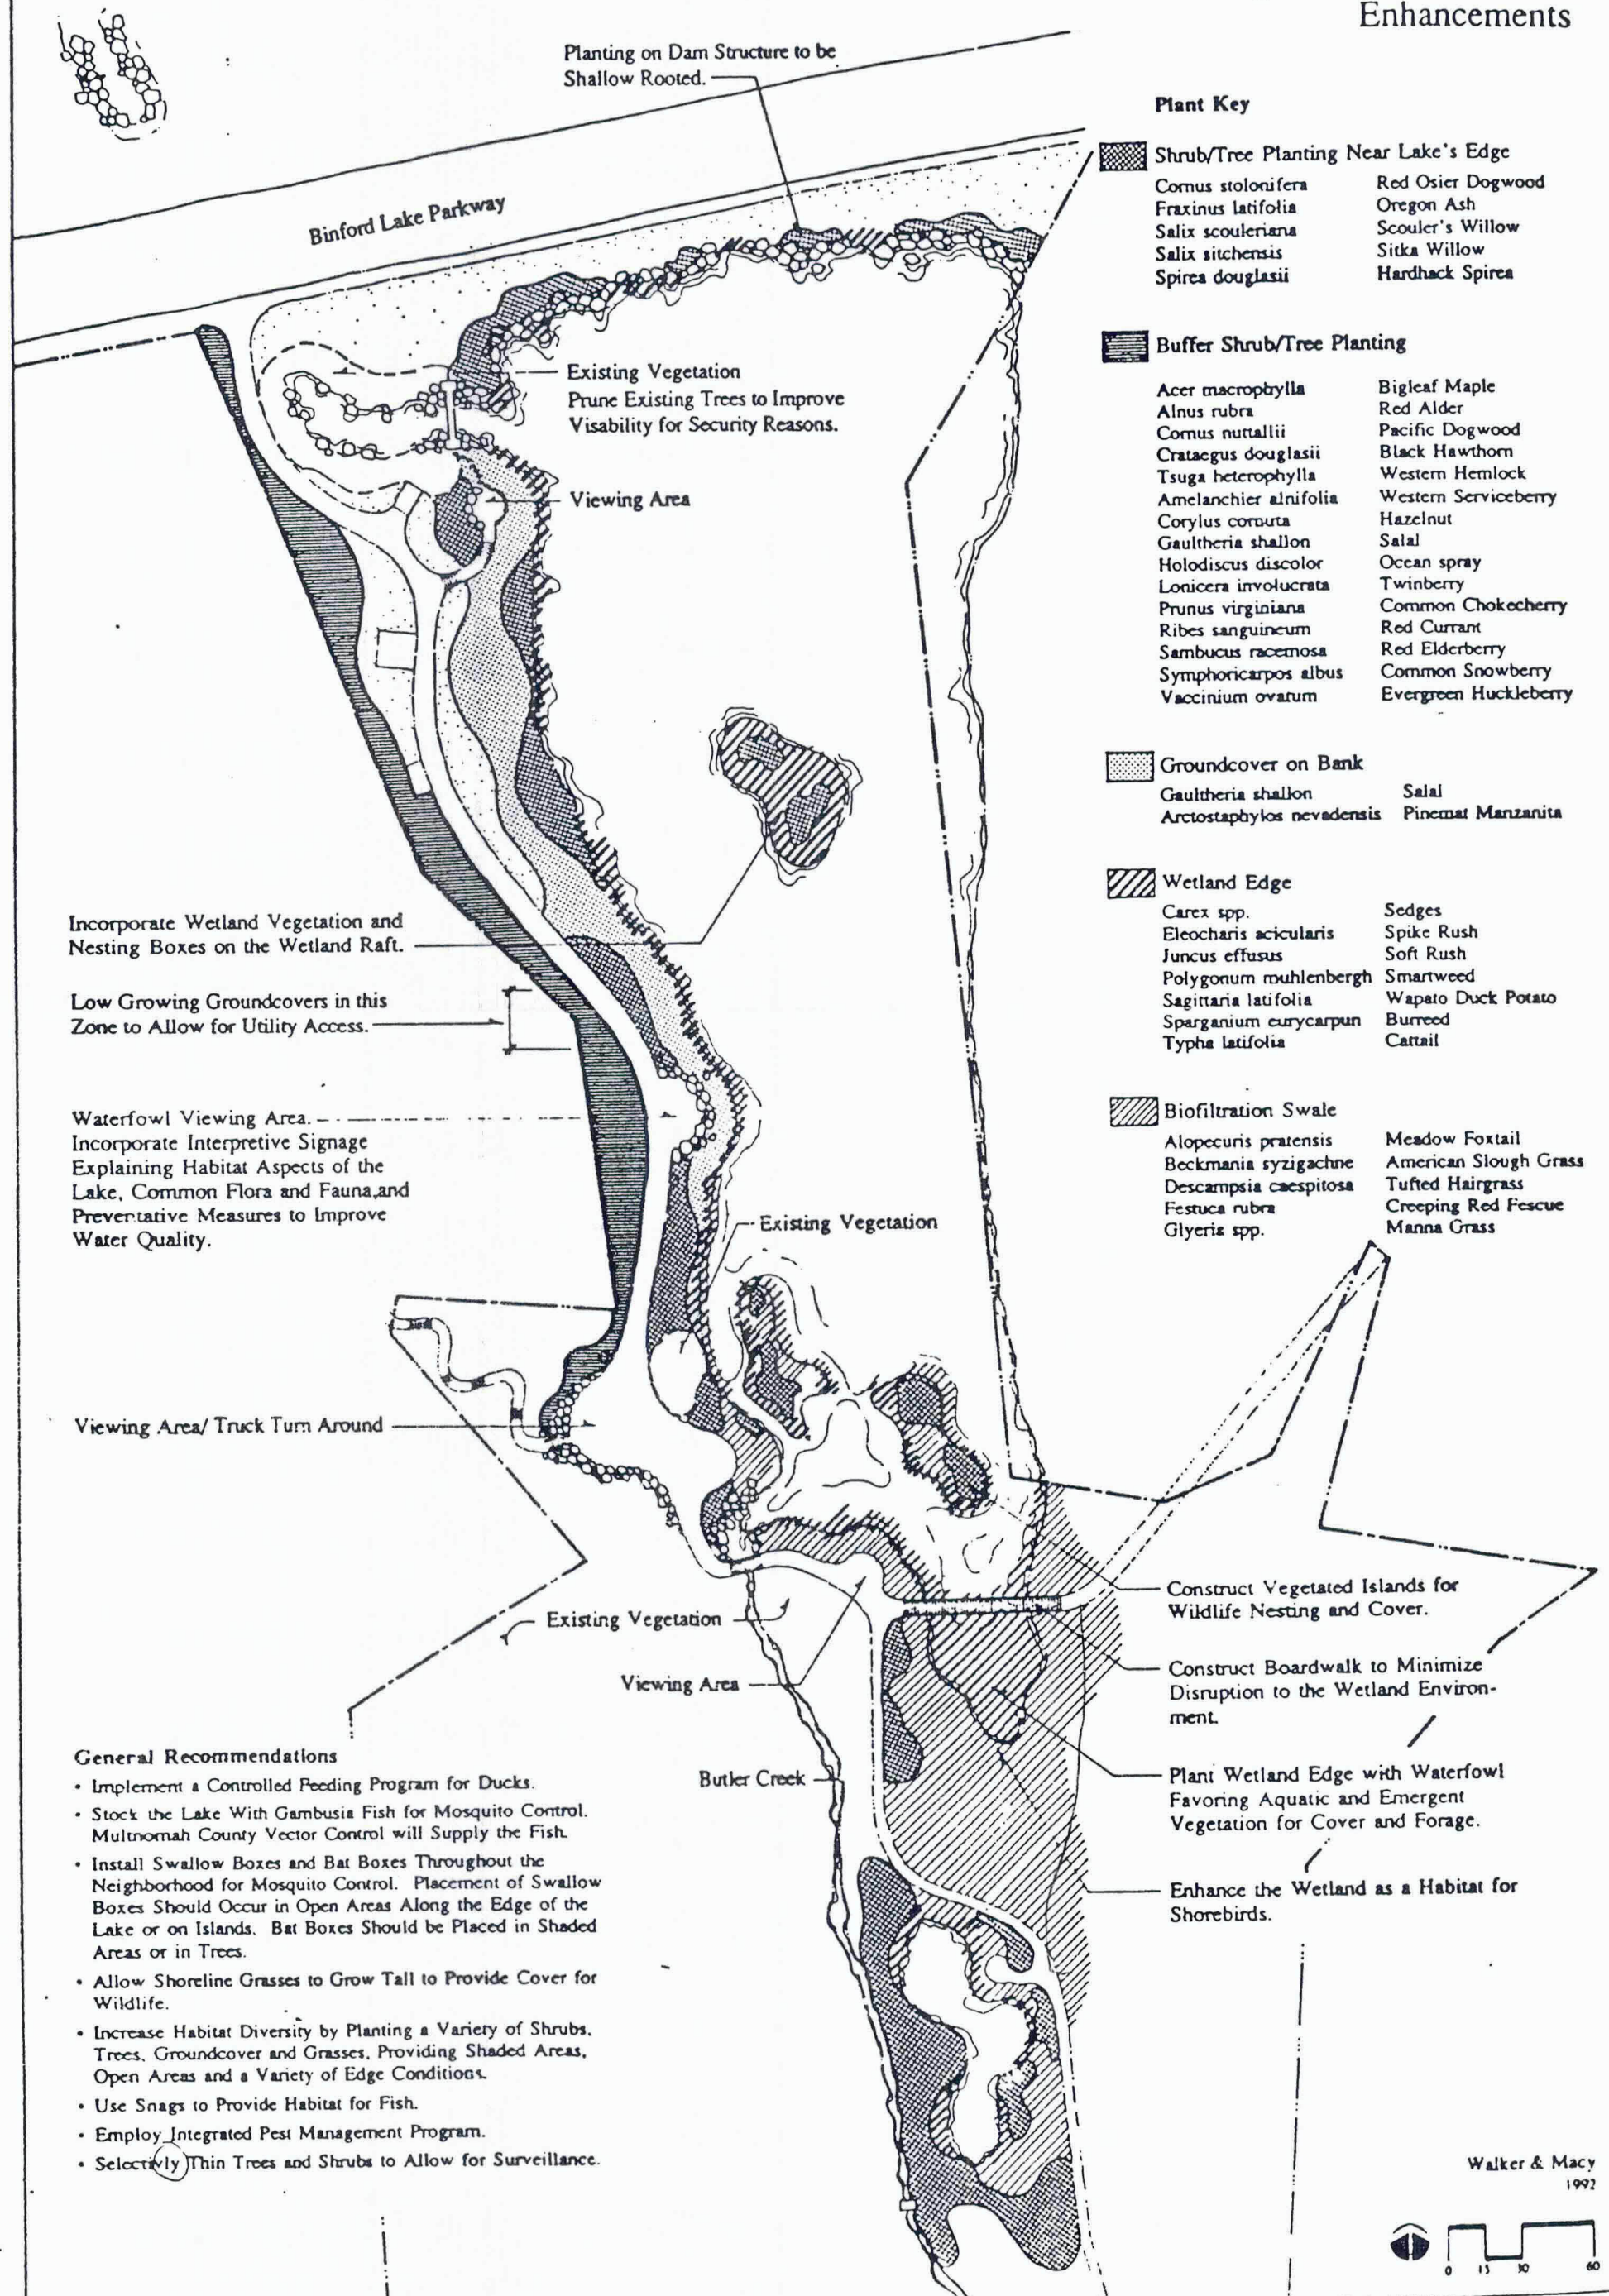 Enhancements
Planting on Dam Structure to be
Shallow Rooted.
Binford Lake Parkway
Existing Vegetation
Prune Existing Trees to Improve
Visability for Security Reasons.
Viewing Area
Incorporate Wetland Vegetation and
Nesting Boxes on the Wetland Raft.
Low Growing Groundcovers in this
Zone to Allow for Utility Access.
Waterfowl Viewing Area.
Incorporate Interpretive Signage
Explaining Habitat Aspects of the
Lake, Common Flora and Fauna,and
Preventative Measures to Improve
Water Quality.
Existing Vegetation
Viewing Area/ Truck Turn Around
Existing Vegetation
Viewing Area
Butler Creek
Plant Key
Shrub/Tree Planting Near Lake's Edge
Cornus stolonifera Red Osier Dogwood
Fraxinus latifolia Oregon Ash
Salix scouleriana Scouler's Willow
Salix sitchensis Sitka Willow
Spirea douglasii Hardhack Spirea
Buffer Shrub/Tree Planting
Acer macrophylla Bigleaf Maple
Alnus rubra Red Alder
Cornus nuttallii Pacific Dogwood
Crataegus douglasii Black Hawthorn
Tsuga heterophylla Western Hemlock
Amelanchier alnifolia Western Serviceberry
Corylus cornuta Hazelnut
Gaultheria shallon Salal
Holodiscus discolor Ocean spray
Lonicera involucrata Twinberry
Prunus virginiana Common Chokecherry
Ribes sanguineum Red Currant
Sambucus racemosa Red Elderberry
Symphoricarpos albus Common Snowberry
Vaccinium ovatum Evergreen Huckleberry
Groundcover on Bank
Gaultheria shallon Salal
Arctostaphylos nevadensis Pinemat Manzanita
Wetland Edge
Carex spp. Sedges
Eleocharis acicularis Spike Rush
Juncus effusus Soft Rush
Polygonum muhlenbergh Smartweed
Sagittaria latifolia Wapato Duck Potato
Sparganium eurycarpun Burreed
Typha latifolia Cattail
Biofiltration Swale
Alopecuris pratensis Meadow Foxtail
Beckmania syzigachne American Slough Grass
Descampsia caespitosa Tufted Hairgrass
Festuca rubra Creeping Red Fescue
Glyeria spp. Manna Grass
Construct Vegetated Islands for
Wildlife Nesting and Cover.
Construct Boardwalk to Minimize
Disruption to the Wetland Environ-
ment.
Plant Wetland Edge with Waterfowl
Favoring Aquatic and Emergent
Vegetation for Cover and Forage.
Enhance the Wetland as a Habitat for
Shorebirds.
General Recommendations
• Implement a Controlled Feeding Program for Ducks.
• Stock the Lake With Gambusia Fish for Mosquito Control.
Multnomah County Vector Control will Supply the Fish.
• Install Swallow Boxes and Bat Boxes Throughout the
Neighborhood for Mosquito Control. Placement of Swallow
Boxes Should Occur in Open Areas Along the Edge of the
Lake or on Islands. Bat Boxes Should be Placed in Shaded
Areas or in Trees.
• Allow Shoreline Grasses to Grow Tall to Provide Cover for
Wildlife.
• Increase Habitat Diversity by Planting a Variety of Shrubs,
Trees, Groundcover and Grasses, Providing Shaded Areas,
Open Areas and a Variety of Edge Conditions.
• Use Snags to Provide Habitat for Fish.
• Employ Integrated Pest Management Program.
• Selectivly Thin Trees and Shrubs to Allow for Surveillance.
Walker & Macy
1992
0 15 30 60